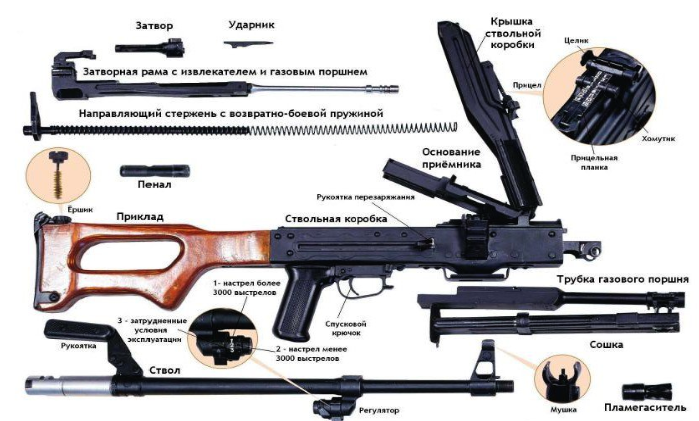 Затвор
Ударник
Крышка
ствольной
коробки
Целик
Затворная рама с извлекателем и газовым поршнем
Прицел
Направляющий стержень с возвратно-боевой пружиной
Хомутик
Прицельная
планка
Основание
приёмника
Пенал
Рукоятка перезаряжания
Ёршик
Приклад
Ствольная коробка
1- настрел более
3000 выстрелов
Трубка газового поршня
3 - затрудненные
условия
эксплуатации
Спусковой
крючок
Рукоятка
2 - настрел менее
3000 выстрелов
Сошка
Ствол
Регулятор
Мушка
Пламегаситель